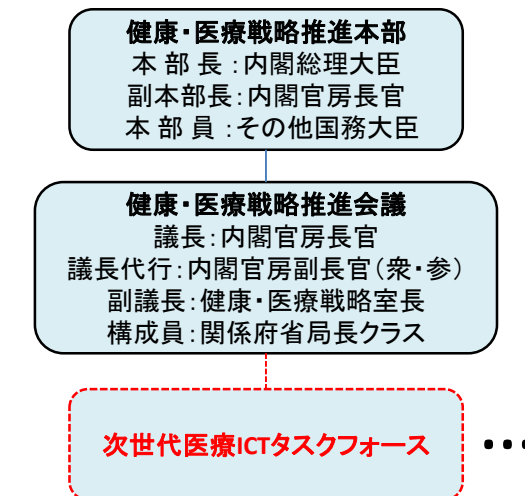 健康・医療戦略推進本部
本 部 長 ：内閣総理大臣
副本部長：内閣官房長官
本 部 員 ：その他国務大臣
健康・医療戦略推進会議
議長：内閣官房長官
議長代行：内閣官房副長官（衆・参）
副議長：健康・医療戦略室長
構成員：関係府省局長クラス
次世代医療ICTタスクフォース
・・・